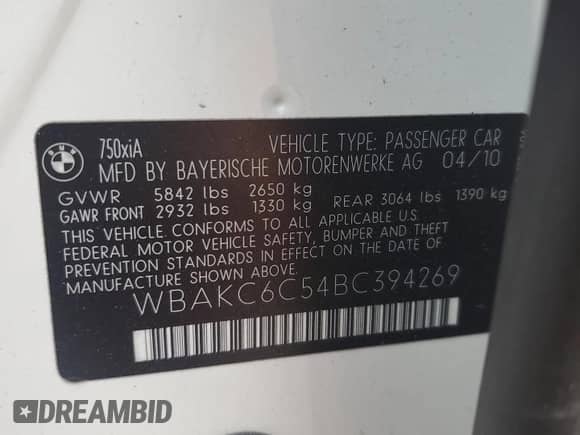 BMW
750xiA
VEHICLE TYPE: PASSENGER CAR
MFD BY BAYERISCHE MOTORENWERKE AG 04/10
GVWR 5842 lbs 2650 kg
GAWR FRONT 2932 lbs 1330 kg REAR 3064 lbs 1390 kg
THIS VEHICLE CONFORMS TO ALL APPLICABLE U.S.
FEDERAL MOTOR VEHICLE SAFETY, BUMPER AND THEFT
PREVENTION STANDARDS IN EFFECT ON THE DATE OF
MANUFACTURE SHOWN ABOVE.
WBAKC6C54BC394269
DREAMBID